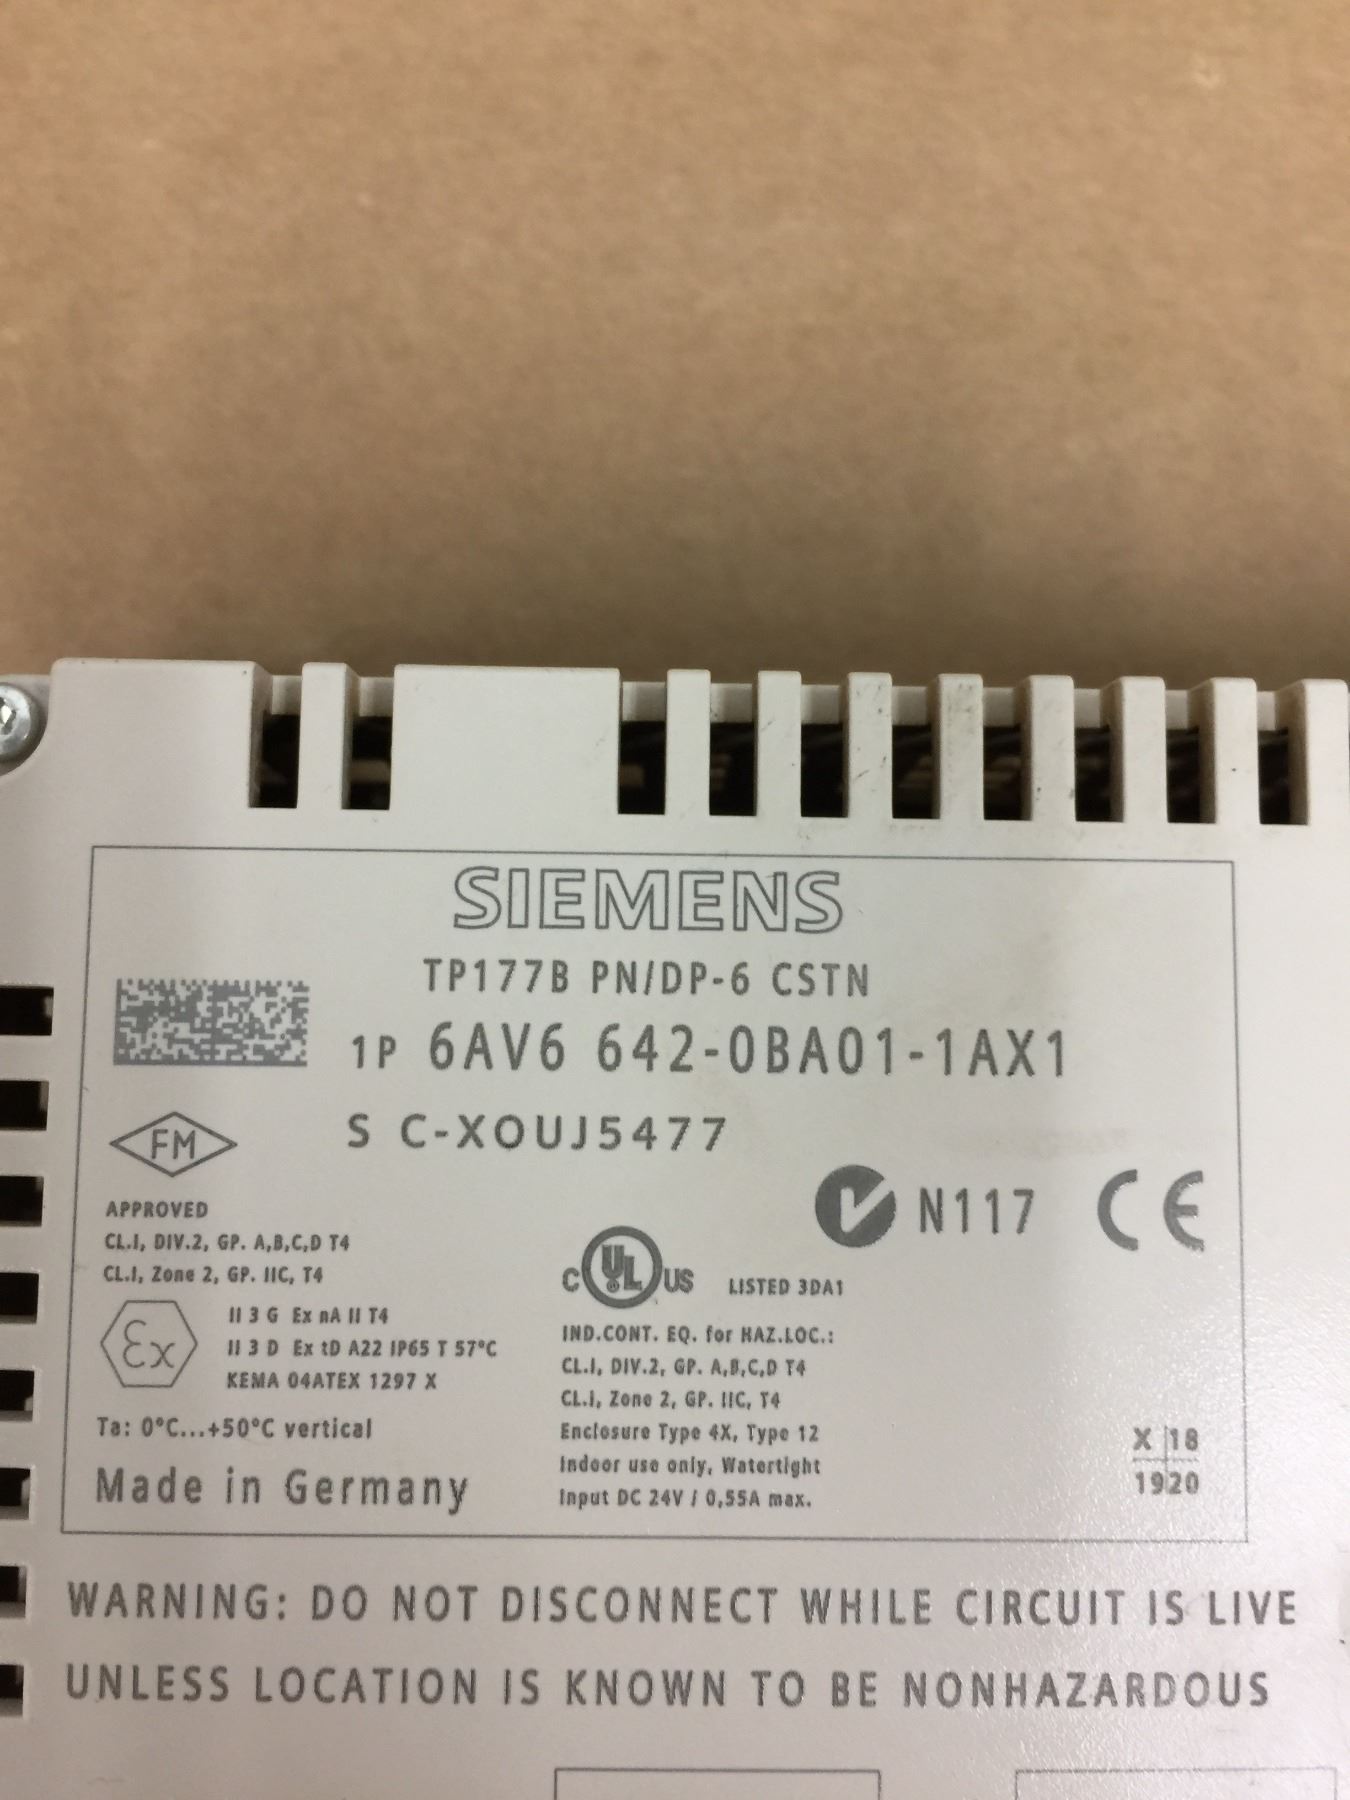 SIEMENS
TP177B PN/DP-6 CSTN
1P 6AV6 642-0BA01-1AX1
S C-X0UJ5477
FM
APPROVED
CL.I, DIV.2, GP. A,B,C,D T4
CL.I, Zone 2, GP. IIC, T4
N117 CE
C UL US LISTED 3DA1
Ex
II 3 G Ex nA II T4
II 3 D Ex tD A22 IP65 T 57°C
KEMA 04ATEX 1297 X
Ta: 0°C...+50°C vertical
Made in Germany
IND.CONT. EQ. for HAZ.LOC.:
CL.I, DIV.2, GP. A,B,C,D T4
CL.I, Zone 2, GP. IIC, T4
Enclosure Type 4X, Type 12
Indoor use only, Watertight
Input DC 24V / 0,55A max.
X 18
1920
WARNING: DO NOT DISCONNECT WHILE CIRCUIT IS LIVE
UNLESS LOCATION IS KNOWN TO BE NONHAZARDOUS